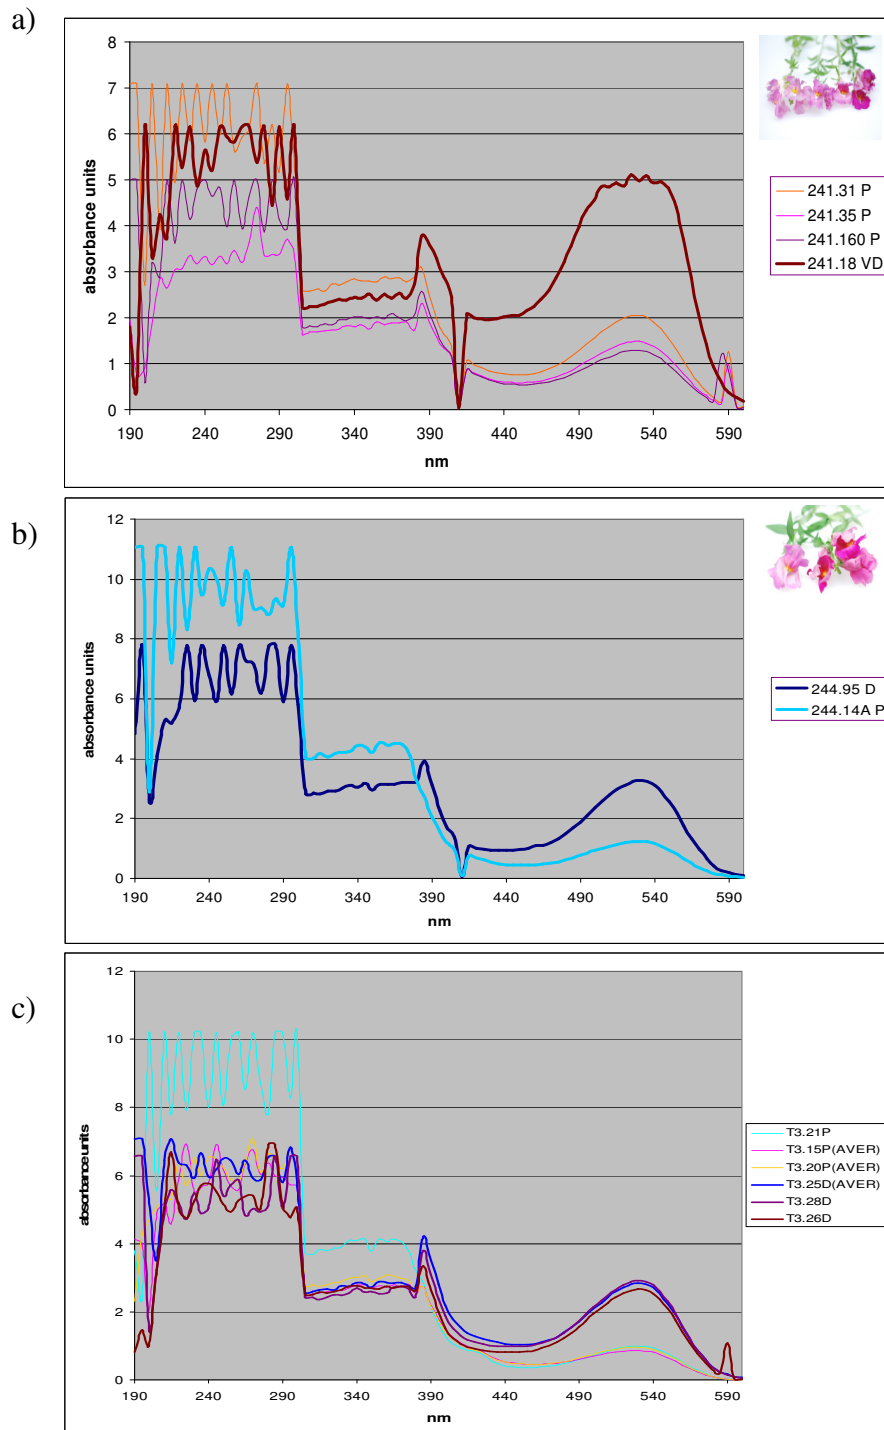 a)
8
7
6
5
4
3
2
1
0
absorbance units
190 240 290 340 390 440 490 540 590
nm
241.31 P
241.35 P
241.160 P
241.18 VD
b)
12
10
8
6
4
2
0
absorbance units
190 240 290 340 390 440 490 540 590
nm
244.95 D
244.14A P
c)
12
10
8
6
4
2
0
absorbance units
190 240 290 340 390 440 490 540 590
nm
T3.21P
T3.15P(AVER)
T3.20P(AVER)
T3.25D(AVER)
T3.28D
T3.26D